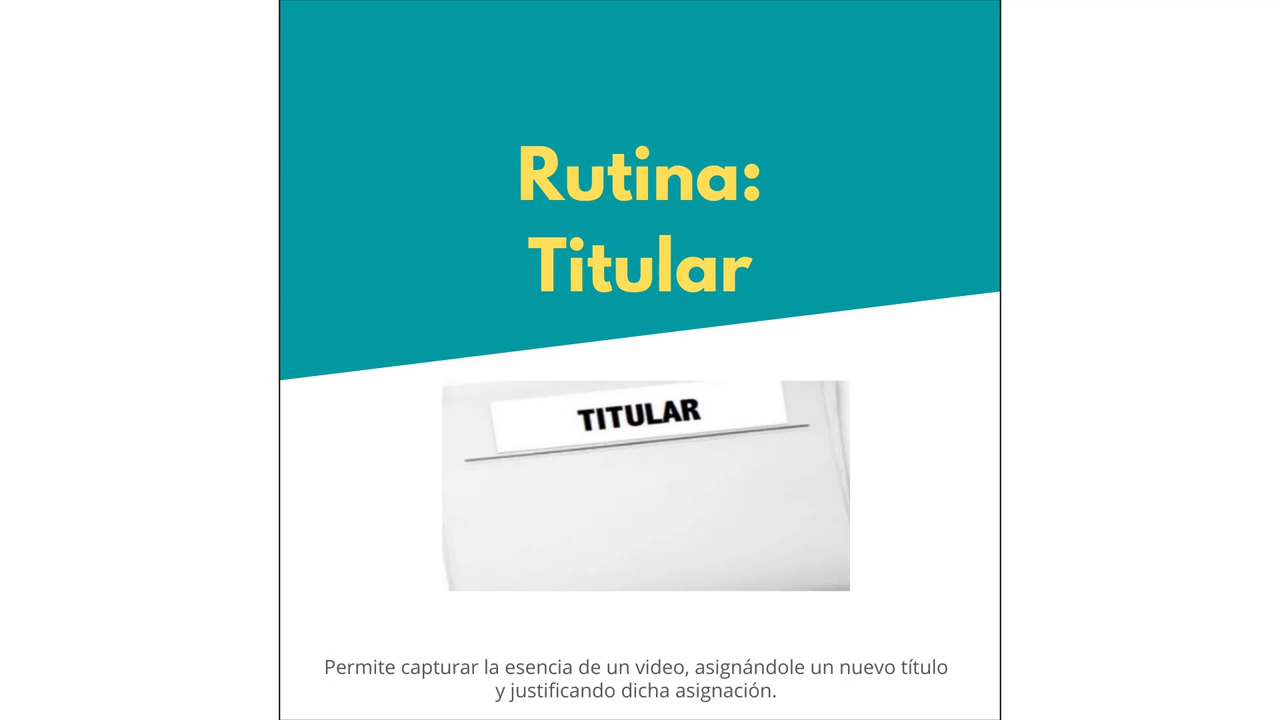 Rutina:
Titular
TITULAR
Permite capturar la esencia de un video, asignándole un nuevo título
y justificando dicha asignación.